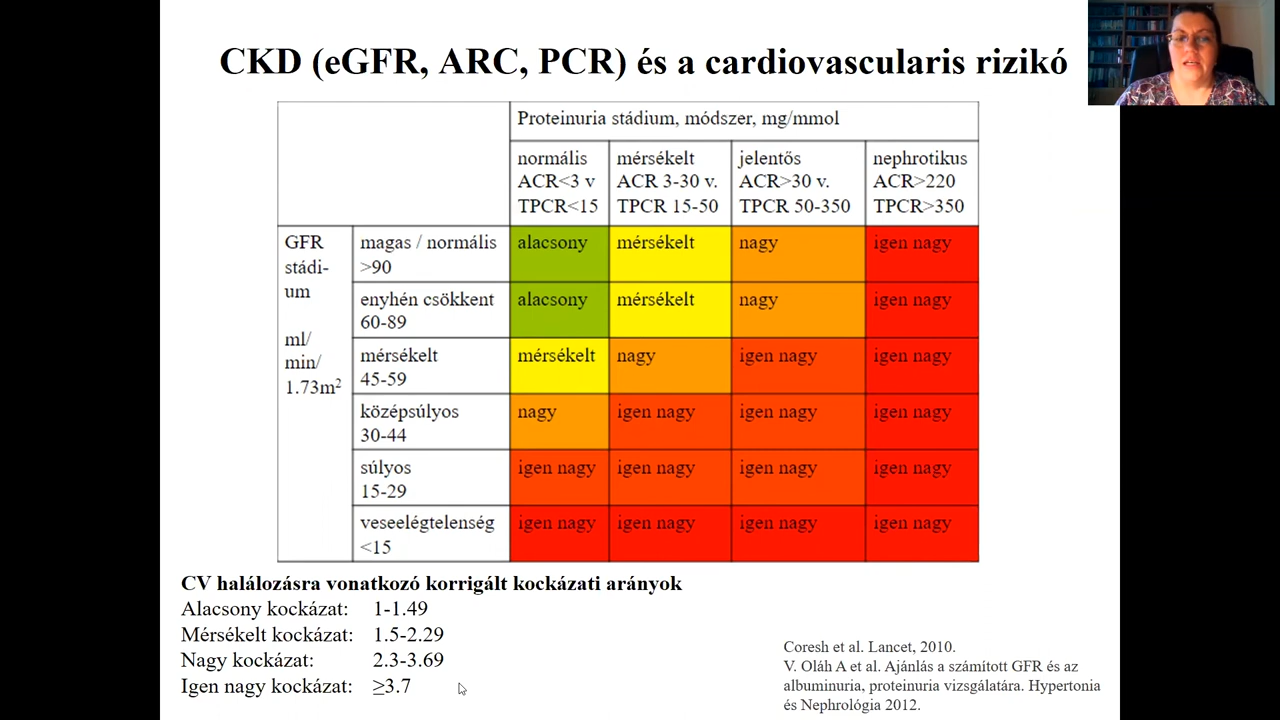 CKD (eGFR, ARC, PCR) és a cardiovascularis rizikó
Proteinuria stádium, módszer, mg/mmol
normális
ACR<3 v
TPCR<15
mérsékelt
ACR 3-30 v.
TPCR 15-50
jelentős
ACR>30 v.
TPCR 50-350
nephrotikus
ACR>220
TPCR>350
GFR
stádi-
um
ml/
min/
1.73m²
magas / normális
>90
alacsony
mérsékelt
nagy
igen nagy
enyhén csökkent
60-89
alacsony
mérsékelt
nagy
igen nagy
mérsékelt
45-59
mérsékelt
nagy
igen nagy
igen nagy
középsúlyos
30-44
nagy
igen nagy
igen nagy
igen nagy
súlyos
15-29
igen nagy
igen nagy
igen nagy
igen nagy
veseelégtelenség
<15
igen nagy
igen nagy
igen nagy
igen nagy
CV halálozásra vonatkozó korrigált kockázati arányok
Alacsony kockázat: 1-1.49
Mérsékelt kockázat: 1.5-2.29
Nagy kockázat: 2.3-3.69
Igen nagy kockázat: ≥3.7
Coresh et al. Lancet, 2010.
V. Oláh A et al. Ajánlás a számított GFR és az
albuminuria, proteinuria vizsgálatára. Hypertonia
és Nephrológia 2012.